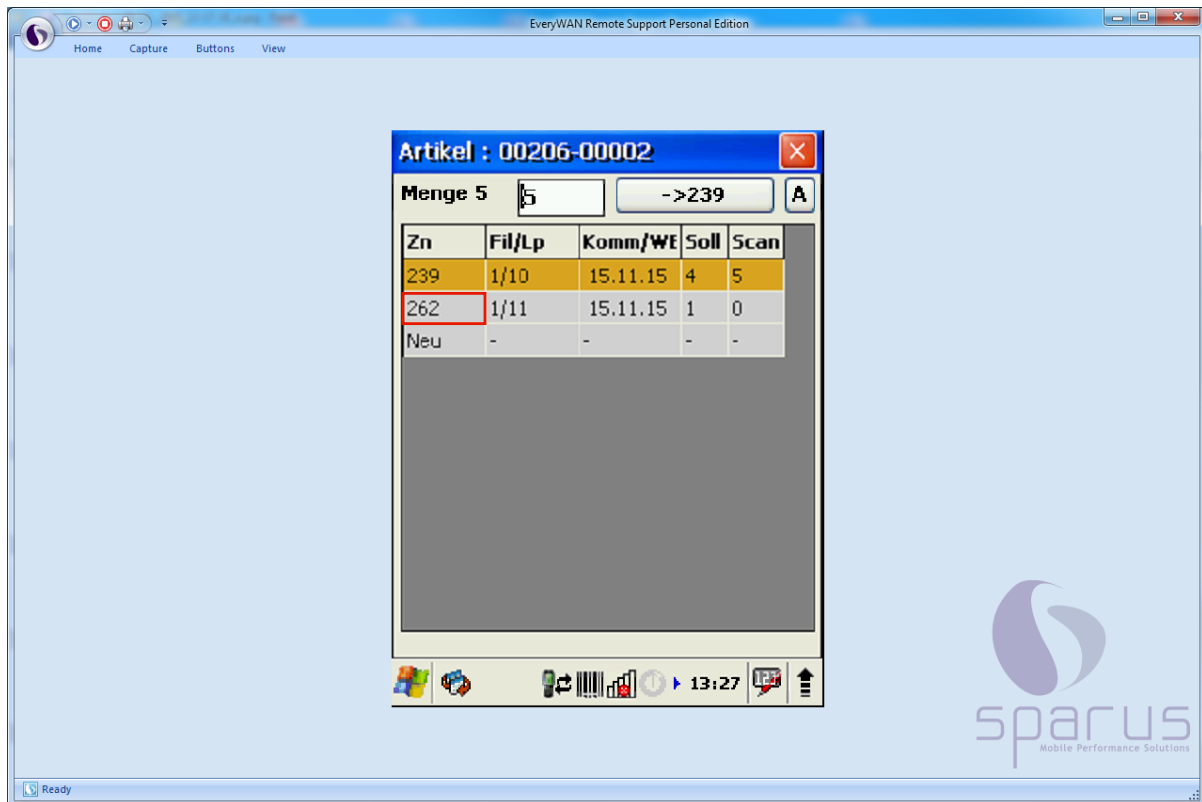 EveryWAN Remote Support Personal Edition
Home Capture Buttons View
Artikel : 00206-00002
Menge 5 5 ->239 A
Zn Fil/Lp Komm/WE Soll Scan
239 1/10 15.11.15 4 5
262 1/11 15.11.15 1 0
Neu - - - -
13:27 123
sparus
Mobile Performance Solutions
Ready